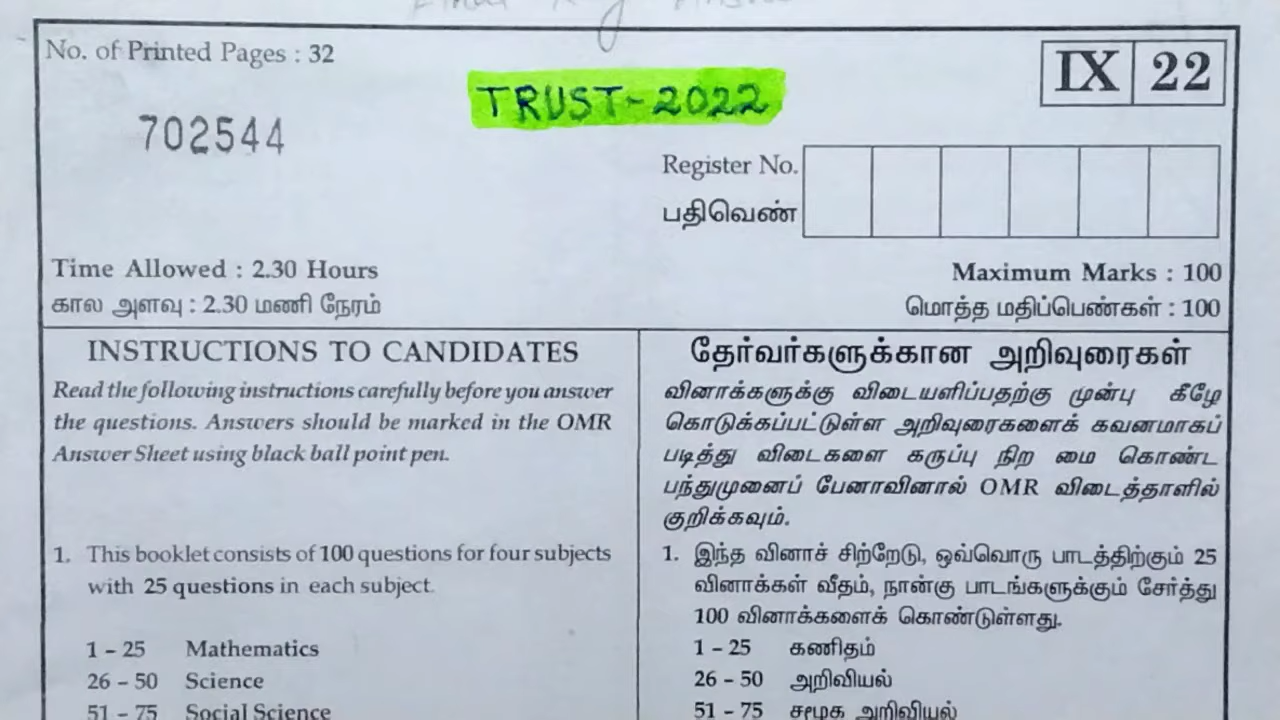 No. of Printed Pages : 32
IX 22
TRUST-2022
702544
Register No.
பதிவெண்
Time Allowed : 2.30 Hours
Maximum Marks : 100
கால அளவு : 2.30 மணி நேரம்
மொத்த மதிப்பெண்கள் : 100
INSTRUCTIONS TO CANDIDATES
Read the following instructions carefully before you answer
the questions. Answers should be marked in the OMR
Answer Sheet using black ball point pen.
1. This booklet consists of 100 questions for four subjects
with 25 questions in each subject.
1 – 25 Mathematics
26 – 50 Science
51 – 75 Social Science
தேர்வர்களுக்கான அறிவுரைகள்
வினாக்களுக்கு விடையளிப்பதற்கு முன்பு கீழே
கொடுக்கப்பட்டுள்ள அறிவுரைகளைக் கவனமாகப்
படித்து விடைகளை கருப்பு நிற மை கொண்ட
பந்துமுனைப் பேனாவினால் OMR விடைத்தாளில்
குறிக்கவும்.
1. இந்த வினாச் சிற்றேடு, ஒவ்வொரு பாடத்திற்கும் 25
வினாக்கள் வீதம், நான்கு பாடங்களுக்கும் சேர்த்து
100 வினாக்களைக் கொண்டுள்ளது.
1 – 25 கணிதம்
26 – 50 அறிவியல்
51 – 75 சமூக அறிவியல்